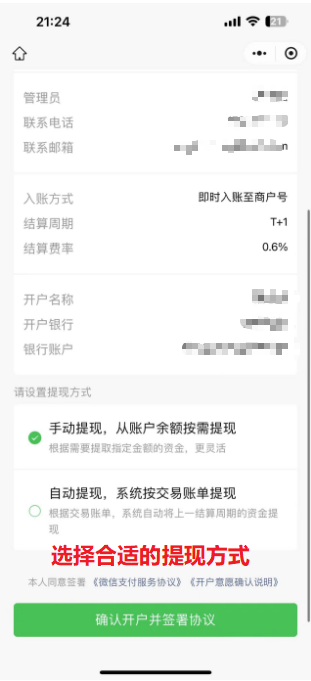 21:24
21
管理员
联系电话
联系邮箱
n
入账方式 即时入账至商户号
结算周期 T+1
结算费率 0.6%
开户名称
开户银行
银行账户
请设置提现方式
手动提现，从账户余额按需提现
根据需要提取指定金额的资金，更灵活
自动提现，系统按交易账单提现
根据交易账单，系统自动将上一结算周期的资金提
现
选择合适的提现方式
本人同意签署《微信支付服务协议》《开户意愿确认说明》
确认开户并签署协议